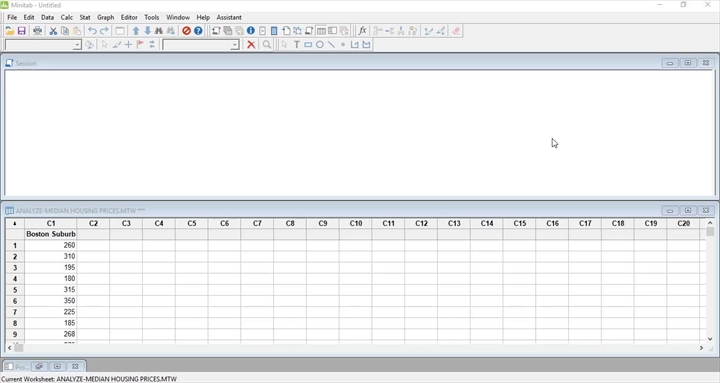 Minitab - Untitled
File Edit Data Calc Stat Graph Editor Tools Window Help Assistant
Session
ANALYZE-MEDIAN HOUSING PRICES.MTW ***
C1 C2 C3 C4 C5 C6 C7 C8 C9 C10 C11 C12 C13 C14 C15 C16 C17 C18 C19 C20
Boston Suburb
1 260
2 310
3 195
4 180
5 315
6 350
7 225
8 185
9 268
Current Worksheet: ANALYZE-MEDIAN HOUSING PRICES.MTW